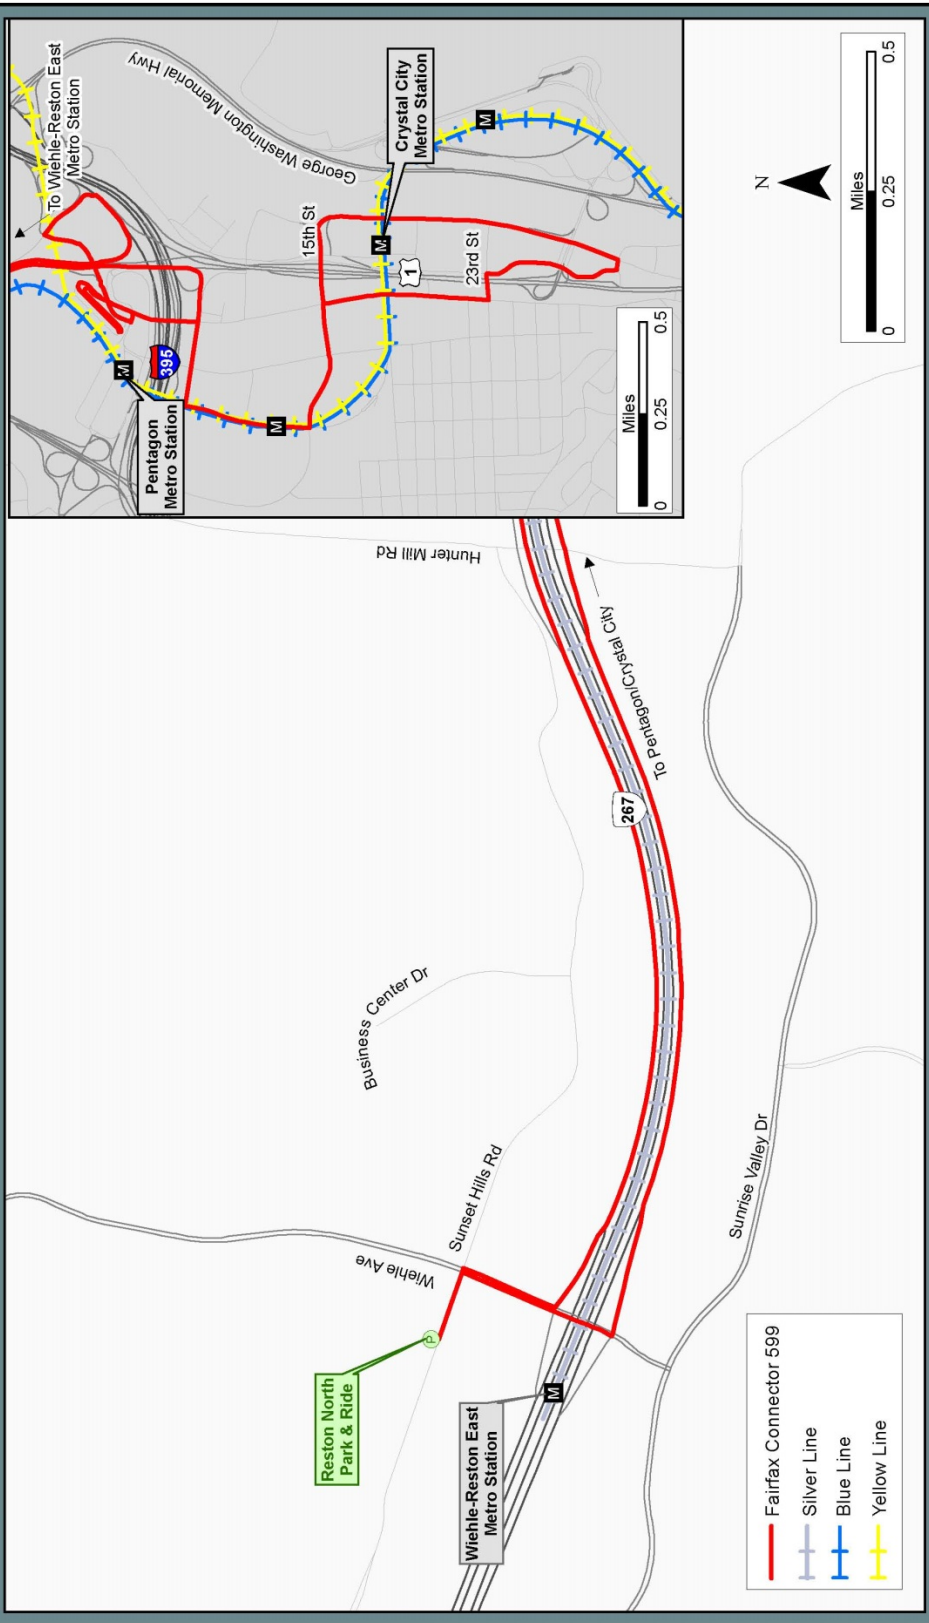 Reston North
Park & Ride
P
Wiehle-Reston East
Metro Station
M
Wiehle Ave
Sunset Hills Rd
Business Center Dr
Sunrise Valley Dr
267
To Pentagon/Crystal City
Hunter Mill Rd
Fairfax Connector 599
Silver Line
Blue Line
Yellow Line
Pentagon
Metro Station
M
395
M
To Wiehle-Reston East
Metro Station
George Washington Memorial Hwy
15th St
23rd St
1
M
Crystal City
Metro Station
M
Miles
0 0.25 0.5
N
Miles
0 0.25 0.5